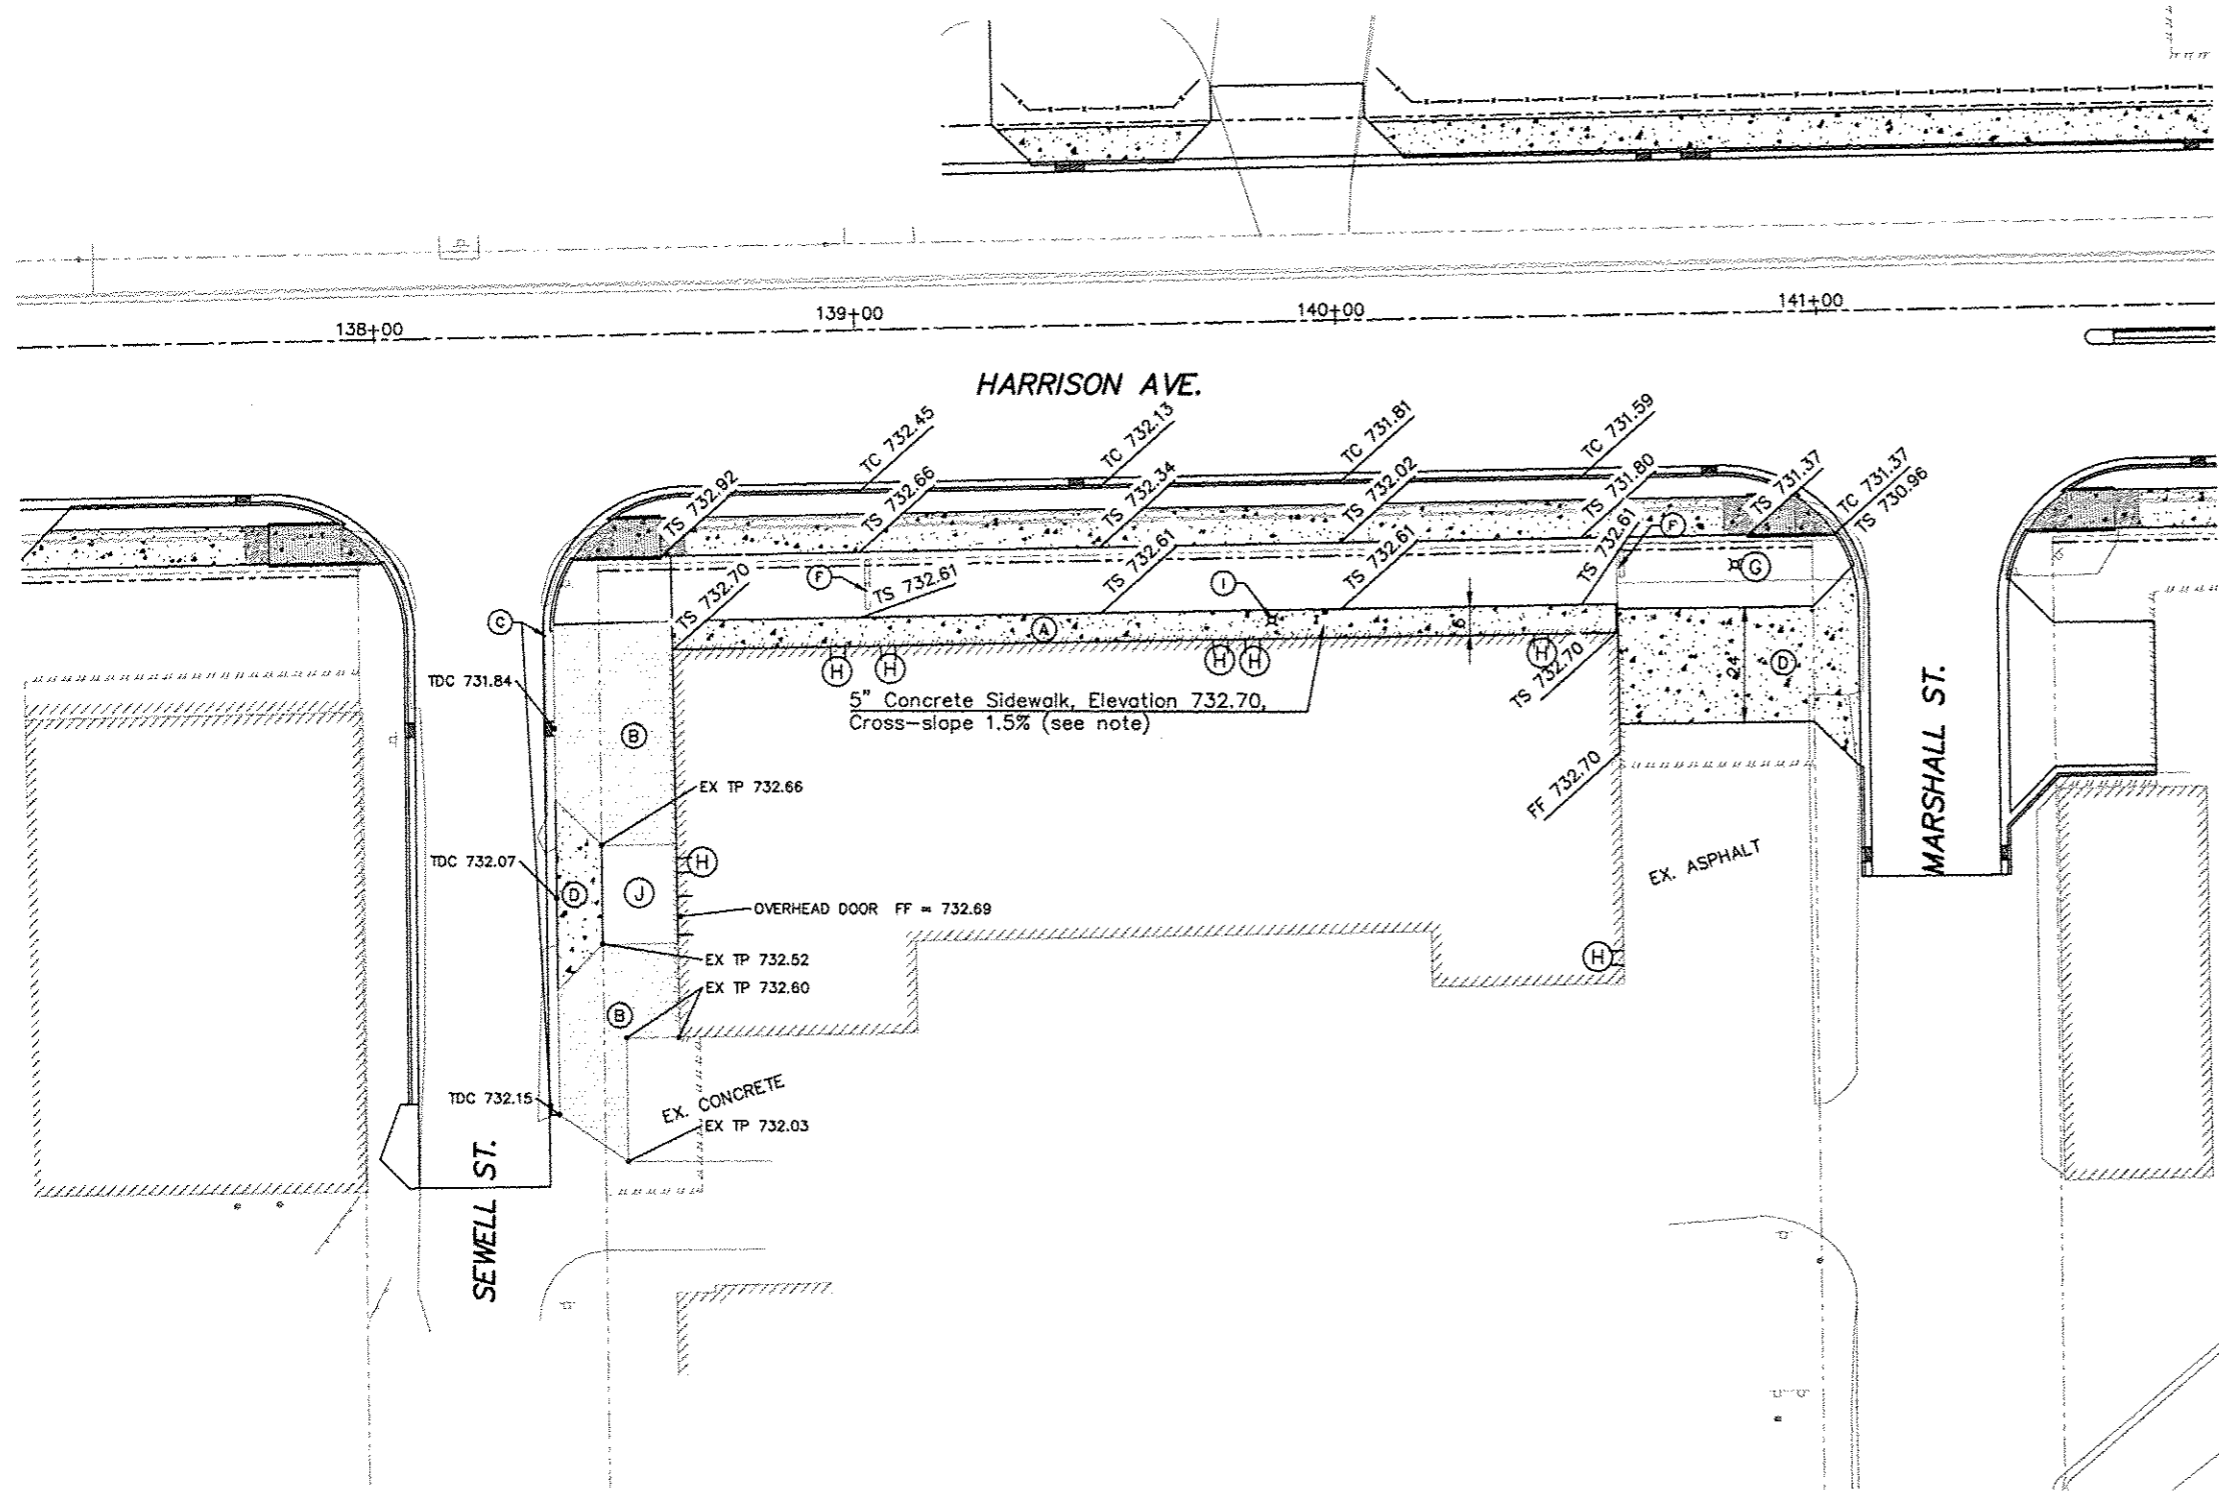 138+00
139+00
140+00
141+00
HARRISON AVE.
TC 732.45
TC 732.13
TC 731.81
TC 731.59
TS 732.92
TS 732.66
TS 732.34
TS 732.02
TS 731.80
TS 731.37
TC 731.37
TS 730.96
F
TS 732.70
TS 732.61
TS 732.61
TS 732.61
TS 732.61
F
G
I
C
A
6
H
H
H
H
H
TS 732.70
24
D
TDC 731.84
5" Concrete Sidewalk, Elevation 732.70,
Cross-slope 1.5% (see note)
B
FF 732.70
MARSHALL ST.
EX TP 732.66
TDC 732.07
D
J
H
EX. ASPHALT
OVERHEAD DOOR FF = 732.69
EX TP 732.52
EX TP 732.60
H
B
TDC 732.15
EX. CONCRETE
EX TP 732.03
SEWELL ST.